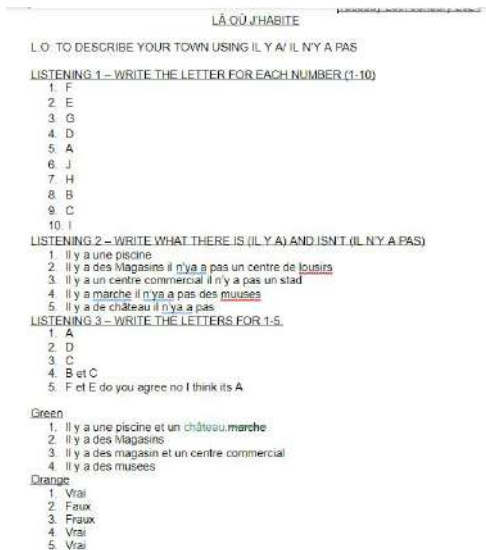 LÀ OÙ J'HABITE
L.O: TO DESCRIBE YOUR TOWN USING IL Y A/ IL N'Y A PAS
LISTENING 1 – WRITE THE LETTER FOR EACH NUMBER (1-10)
1. F
2. E
3. G
4. D
5. A
6. J
7. H
8. B
9. C
10. I
LISTENING 2 – WRITE WHAT THERE IS (IL Y A) AND ISN'T (IL N'Y A PAS)
1. Il y a une piscine
2. Il y a des Magasins il n'ya a pas un centre de lousirs
3. Il y a un centre commercial il n'y a pas un stad
4. Il y a marche il n'ya a pas des muuses
5. Il y a de château il n'ya a pas
LISTENING 3 – WRITE THE LETTERS FOR 1-5.
1. A
2. D
3. C
4. B et C
5. F et E do you agree no I think its A
Green
1. Il y a une piscine et un château,marche
2. Il y a des Magasins
3. Il y a des magasin et un centre commercial
4. Il y a des musees
Orange
1. Vrai
2. Faux
3. Fraux
4. Vrai
5. Vrai